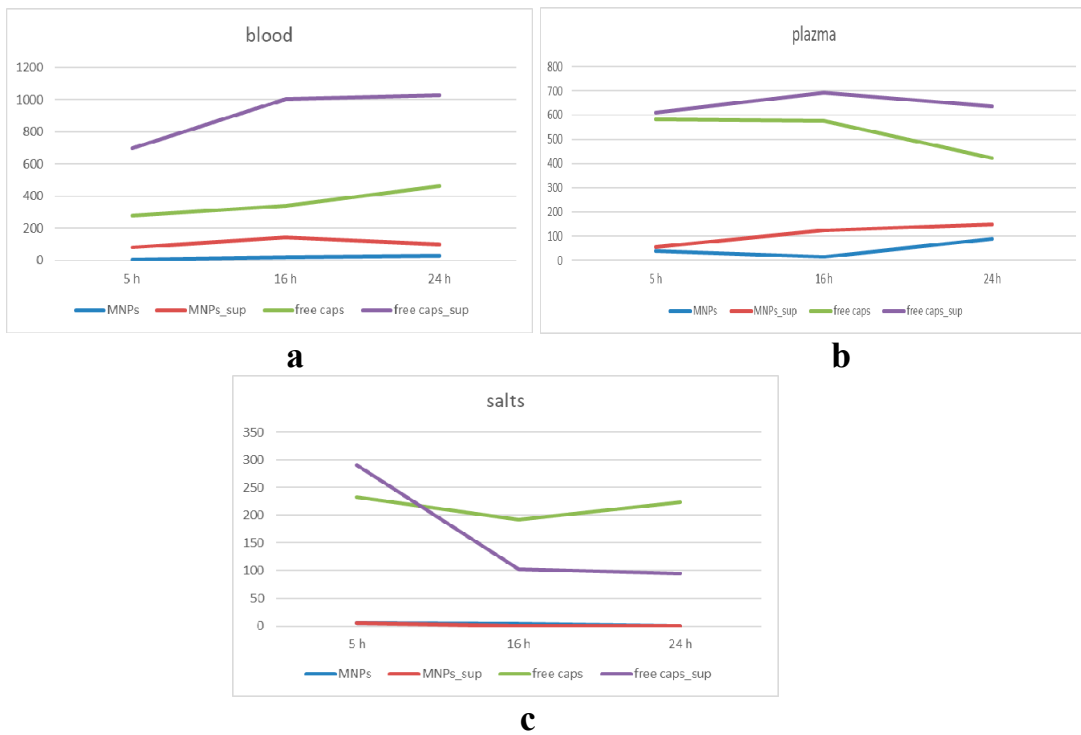 blood
1200
1000
800
600
400
200
0
5 h 16 h 24 h
MNPs MNPs_sup free caps free caps_sup
a
plazma
800
700
600
500
400
300
200
100
0
5 h 16 h 24 h
MNPs MNPs_sup free caps free caps_sup
b
salts
350
300
250
200
150
100
50
0
5 h 16 h 24 h
MNPs MNPs_sup free caps free caps_sup
c